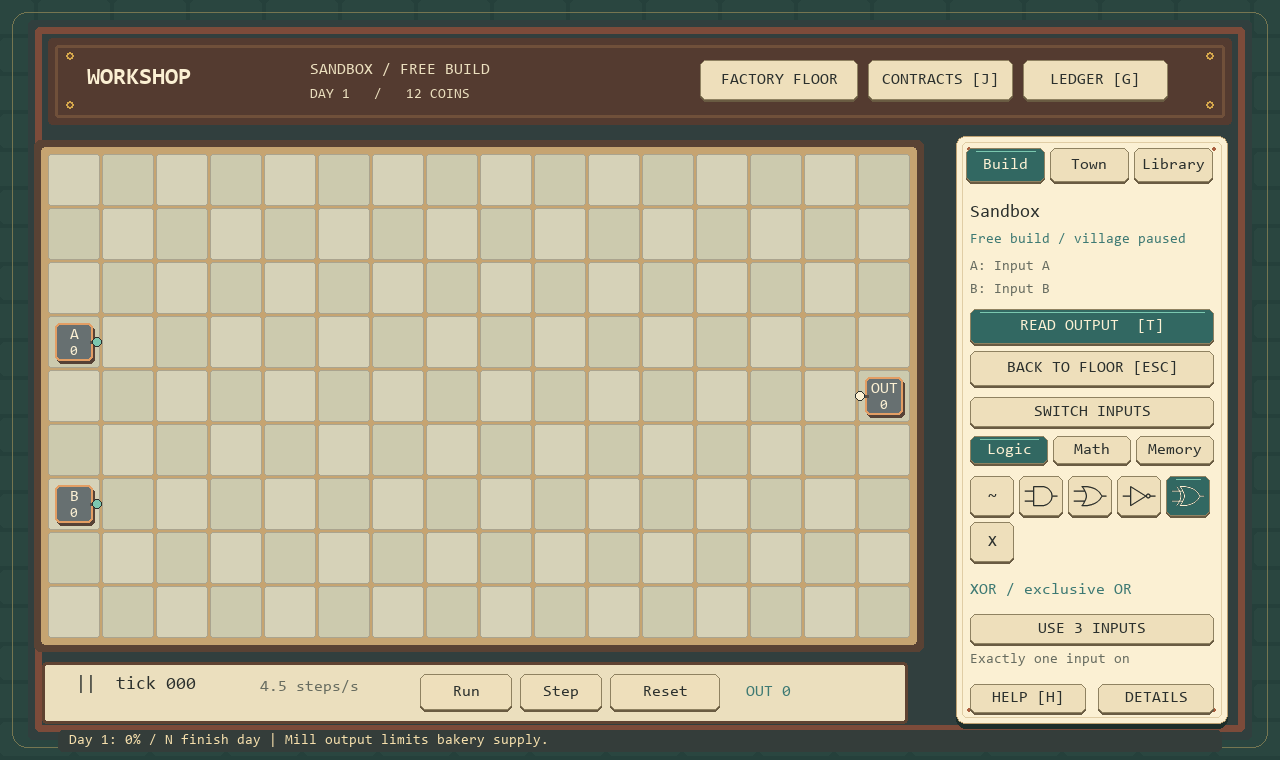 WORKSHOP
SANDBOX / FREE BUILD
DAY 1 / 12 COINS
FACTORY FLOOR
CONTRACTS [J]
LEDGER [G]
Build
Town
Library
Sandbox
Free build / village paused
A: Input A
B: Input B
READ OUTPUT [T]
BACK TO FLOOR [ESC]
SWITCH INPUTS
Logic
Math
Memory
~
X
XOR / exclusive OR
USE 3 INPUTS
Exactly one input on
HELP [H]
DETAILS
A
0
OUT
0
B
0
|| tick 000
4.5 steps/s
Run
Step
Reset
OUT 0
Day 1: 0% / N finish day | Mill output limits bakery supply.